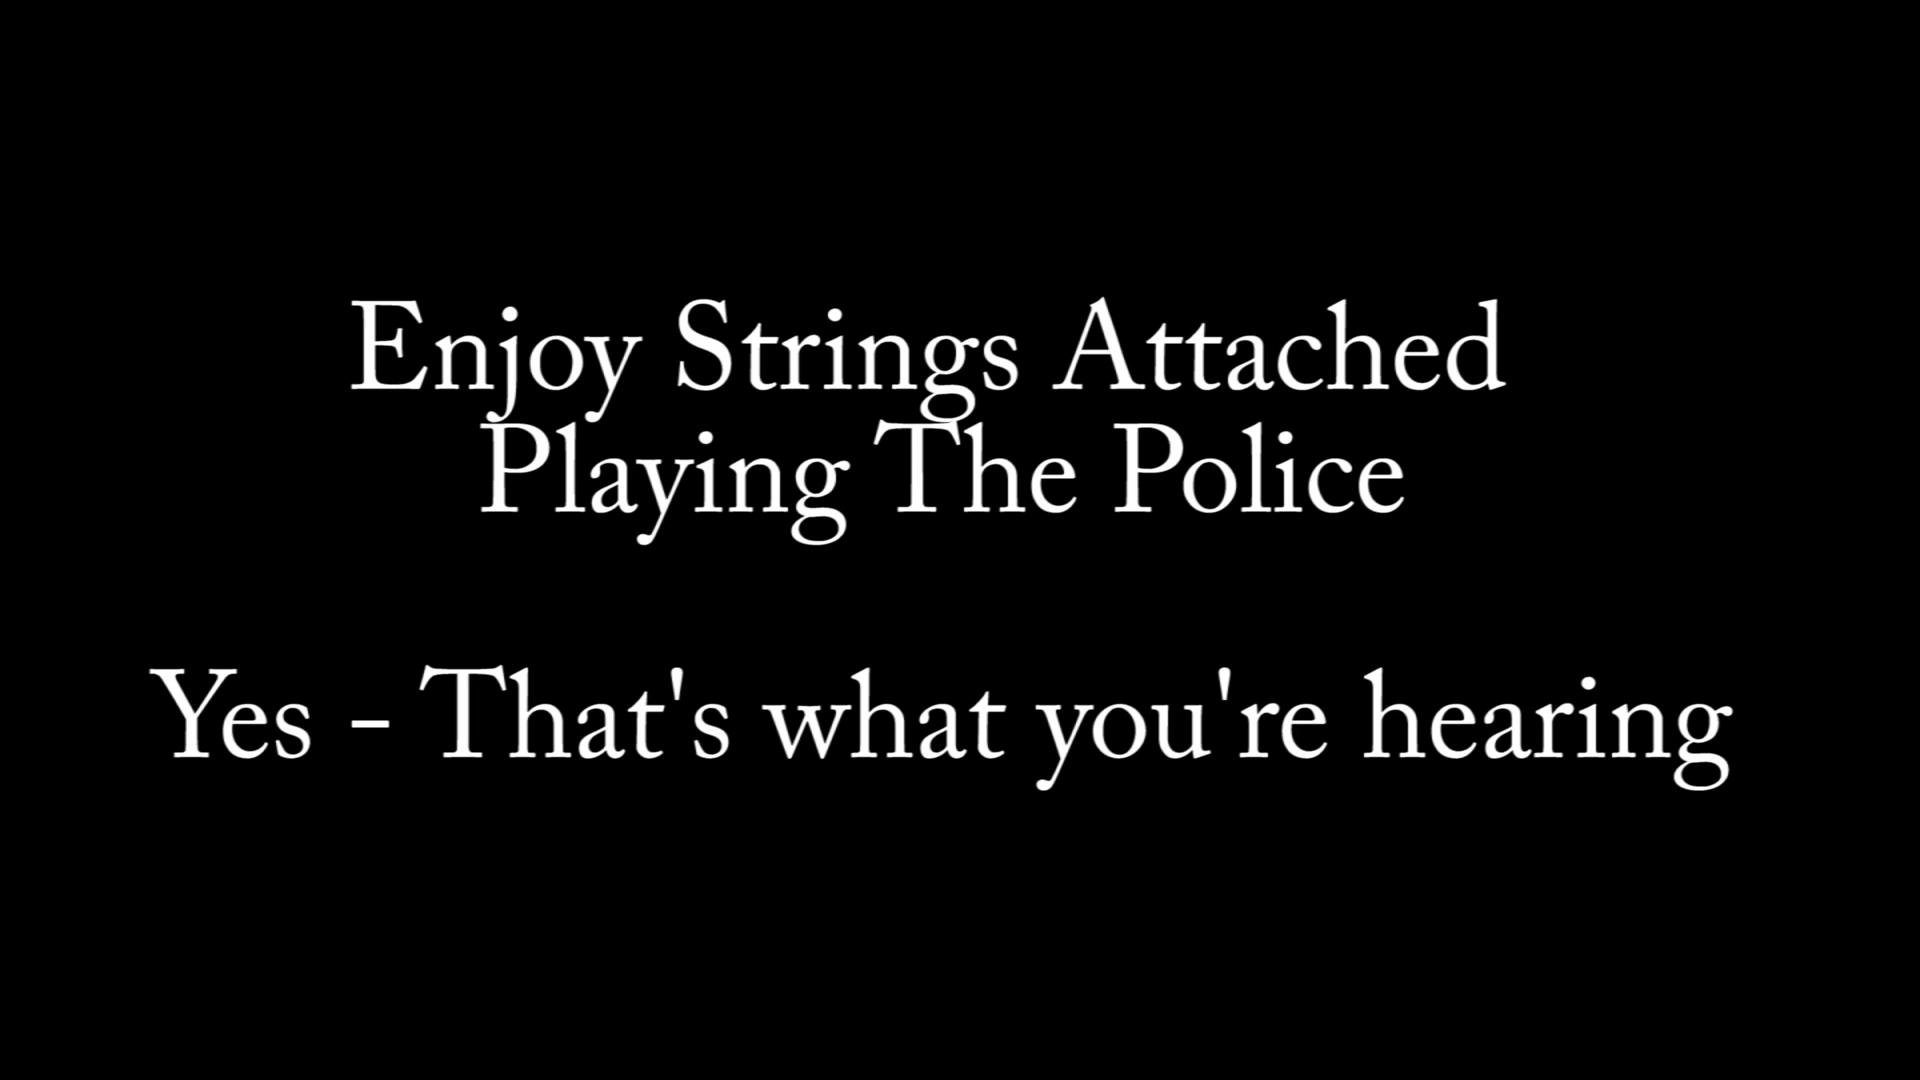 Enjoy Strings Attached
Playing The Police
Yes - That's what you're hearing